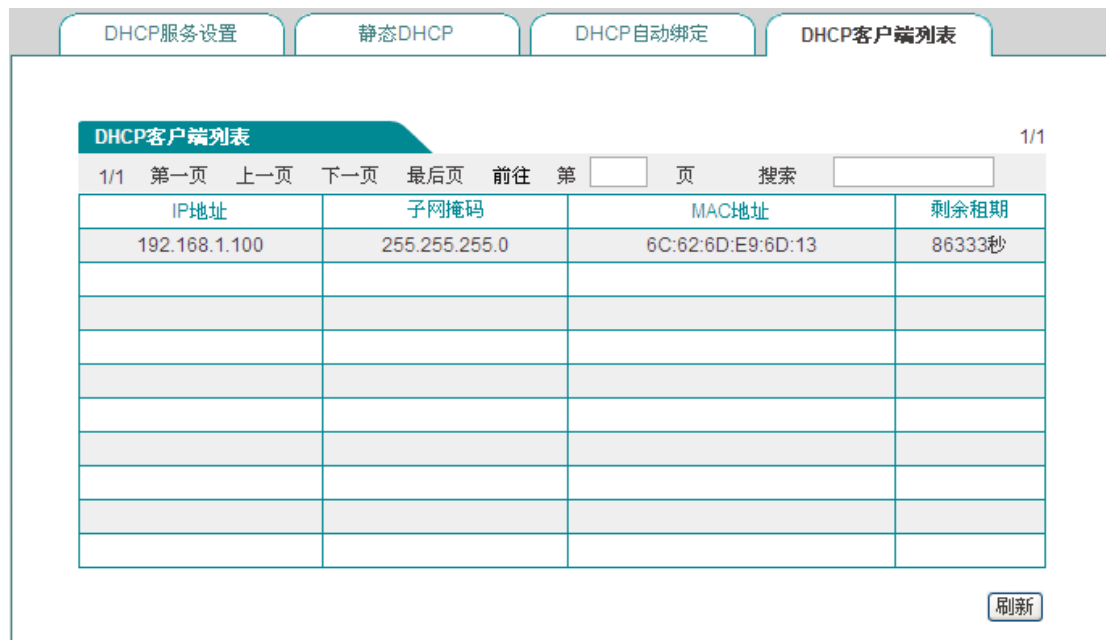 DHCP服务设置 静态DHCP DHCP自动绑定 DHCP客户端列表
DHCP客户端列表 1/1
1/1 第一页 上一页 下一页 最后页 前往 第 页 搜索
IP地址 子网掩码 MAC地址 剩余租期
192.168.1.100 255.255.255.0 6C:62:6D:E9:6D:13 86333秒
刷新